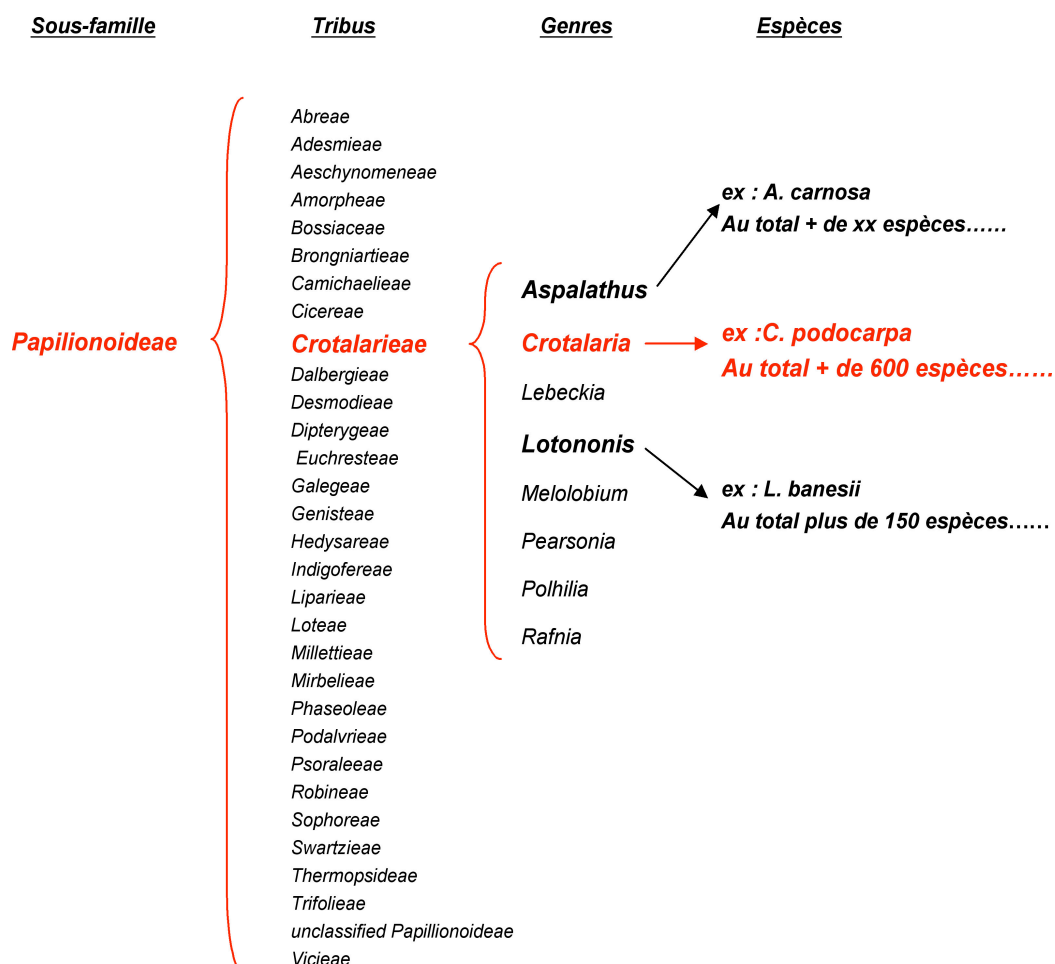 Sous-famille
Tribus
Genres
Espèces
Papilionoideae
Abreae
Adesmieae
Aeschynomeneae
Amorpheae
Bossiaceae
Brongniartieae
Camichaelieae
Cicereae
Crotalarieae
Dalbergieae
Desmodieae
Dipterygeae
Euchresteae
Galegeae
Genisteae
Hedysareae
Indigofereae
Liparieae
Loteae
Millettieae
Mirbelieae
Phaseoleae
Podalvrieae
Psoraleeae
Robineae
Sophoreae
Swartzieae
Thermopsideae
Trifolieae
unclassified Papillionoideae
Vicieae
Aspalathus
Crotalaria
Lebeckia
Lotononis
Melolobium
Pearsonia
Polhilia
Rafnia
ex : A. carnosa
Au total + de xx espèces……
ex :C. podocarpa
Au total + de 600 espèces……
ex : L. banesii
Au total plus de 150 espèces……